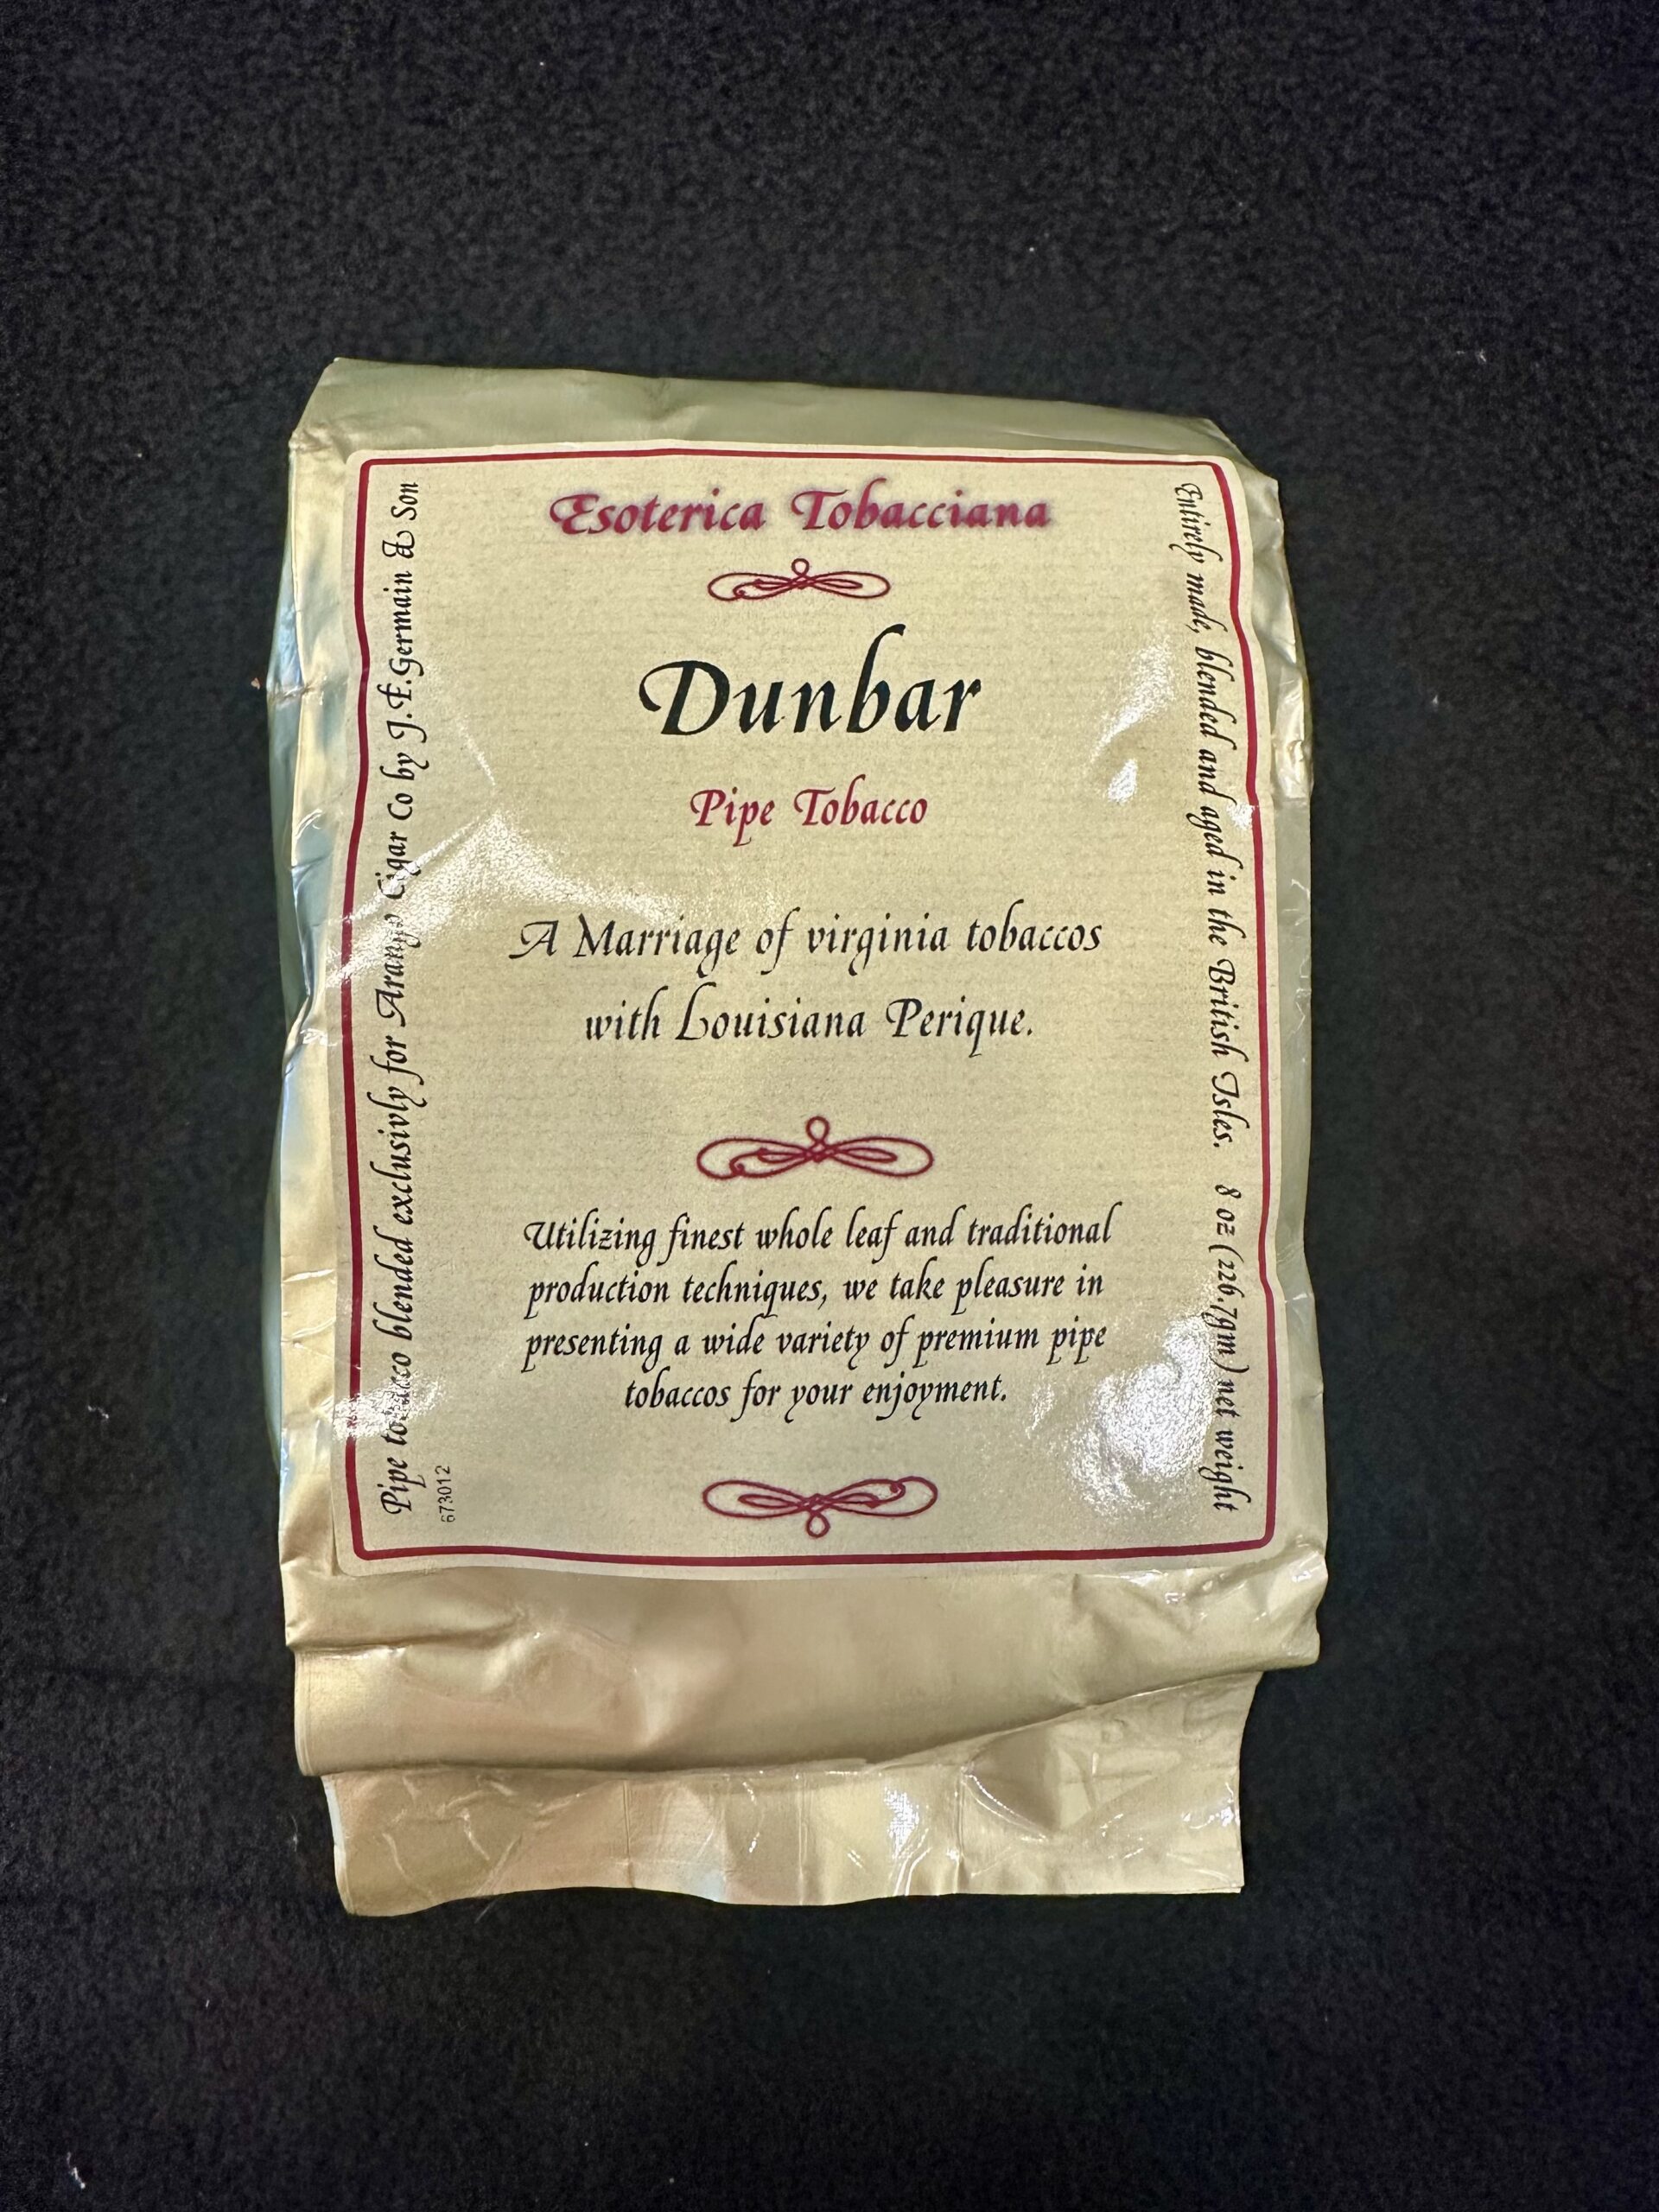 Esoterica Tobacciana
Dunbar
Pipe Tobacco
A Marriage of virginia tobaccos
with Louisiana Perique.
Utilizing finest whole leaf and traditional
production techniques, we take pleasure in
presenting a wide variety of premium pipe
tobaccos for your enjoyment.
Pipe tobacco blended exclusivly for Arango Cigar Co by J.F.Germain & Son
673012
Entirely made, blended and aged in the British Isles. 8 oz (226.7gm) net weight